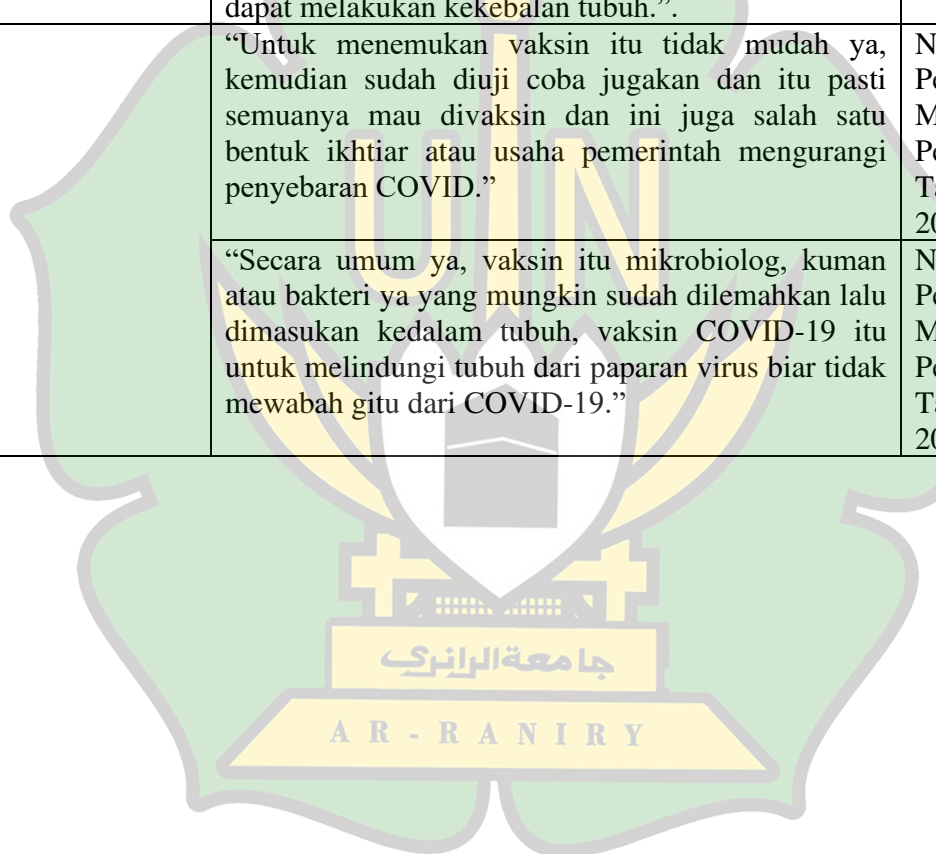 dapat melakukan kekebalan tubuh.”.
“Untuk menemukan vaksin itu tidak mudah ya,
kemudian sudah diuji coba jugakan dan itu pasti
semuanya mau divaksin dan ini juga salah satu
bentuk ikhtiar atau usaha pemerintah mengurangi
penyebaran COVID.”
“Secara umum ya, vaksin itu mikrobiolog, kuman
atau bakteri ya yang mungkin sudah dilemahkan lalu
dimasukan kedalam tubuh, vaksin COVID-19 itu
untuk melindungi tubuh dari paparan virus biar tidak
mewabah gitu dari COVID-19.”
UIN
جامعةالرانري
AR-RANIRY